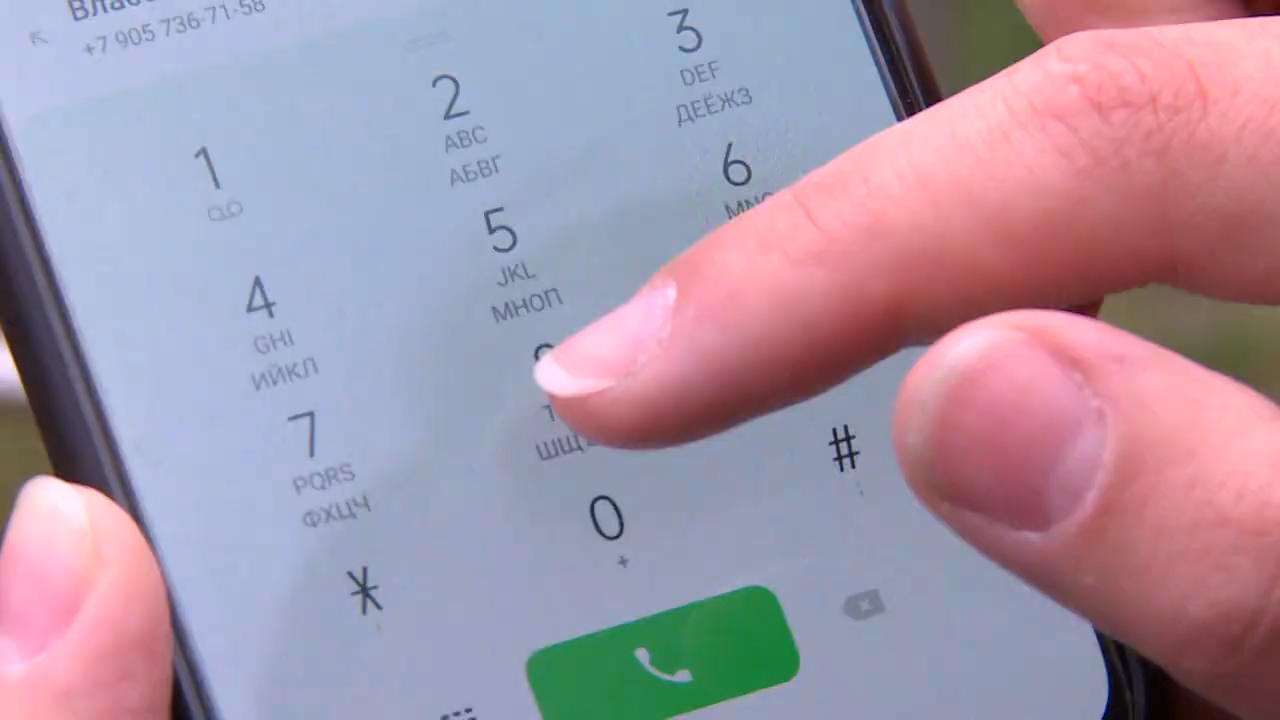 +7 905 736-71-58
1
2
ABC
АБВГ
3
DEF
ДЕЁЖЗ
4
GHI
ИЙКЛ
5
JKL
МНОП
6
7
PQRS
ФХЦЧ
*
0
+
#